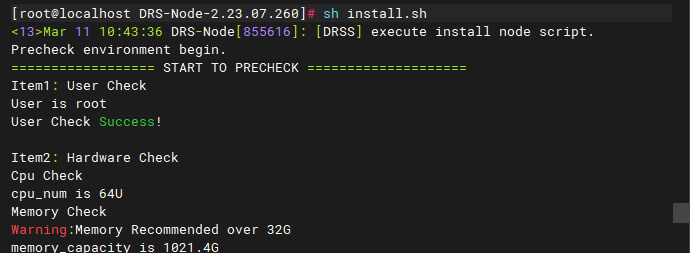 [root@localhost DRS-Node-2.23.07.260]# sh install.sh
<13>Mar 11 10:43:36 DRS-Node[855616]: [DRSS] execute install node script.
Precheck environment begin.
================== START TO PRECHECK ====================
Item1: User Check
User is root
User Check Success!

Item2: Hardware Check
Cpu Check
cpu_num is 64U
Memory Check
Warning:Memory Recommended over 32G
memory_capacity is 1021.4G